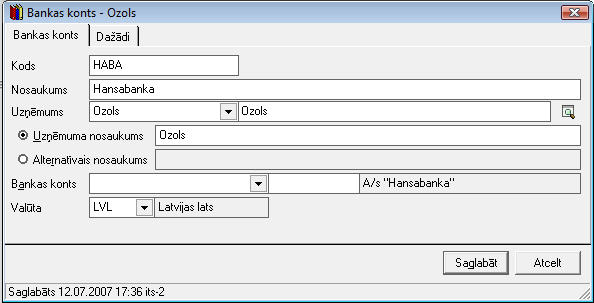 Bankas konts - Ozols
Bankas konts Dažādi
Kods HABA
Nosaukums Hansabanka
Uzņēmums Ozols Ozols
Uzņēmuma nosaukums Ozols
Alternatīvais nosaukums
Bankas konts A/s "Hansabanka"
Valūta LVL Latvijas lats
Saglabāt Atcelt
Saglabāts 12.07.2007 17:36 its-2